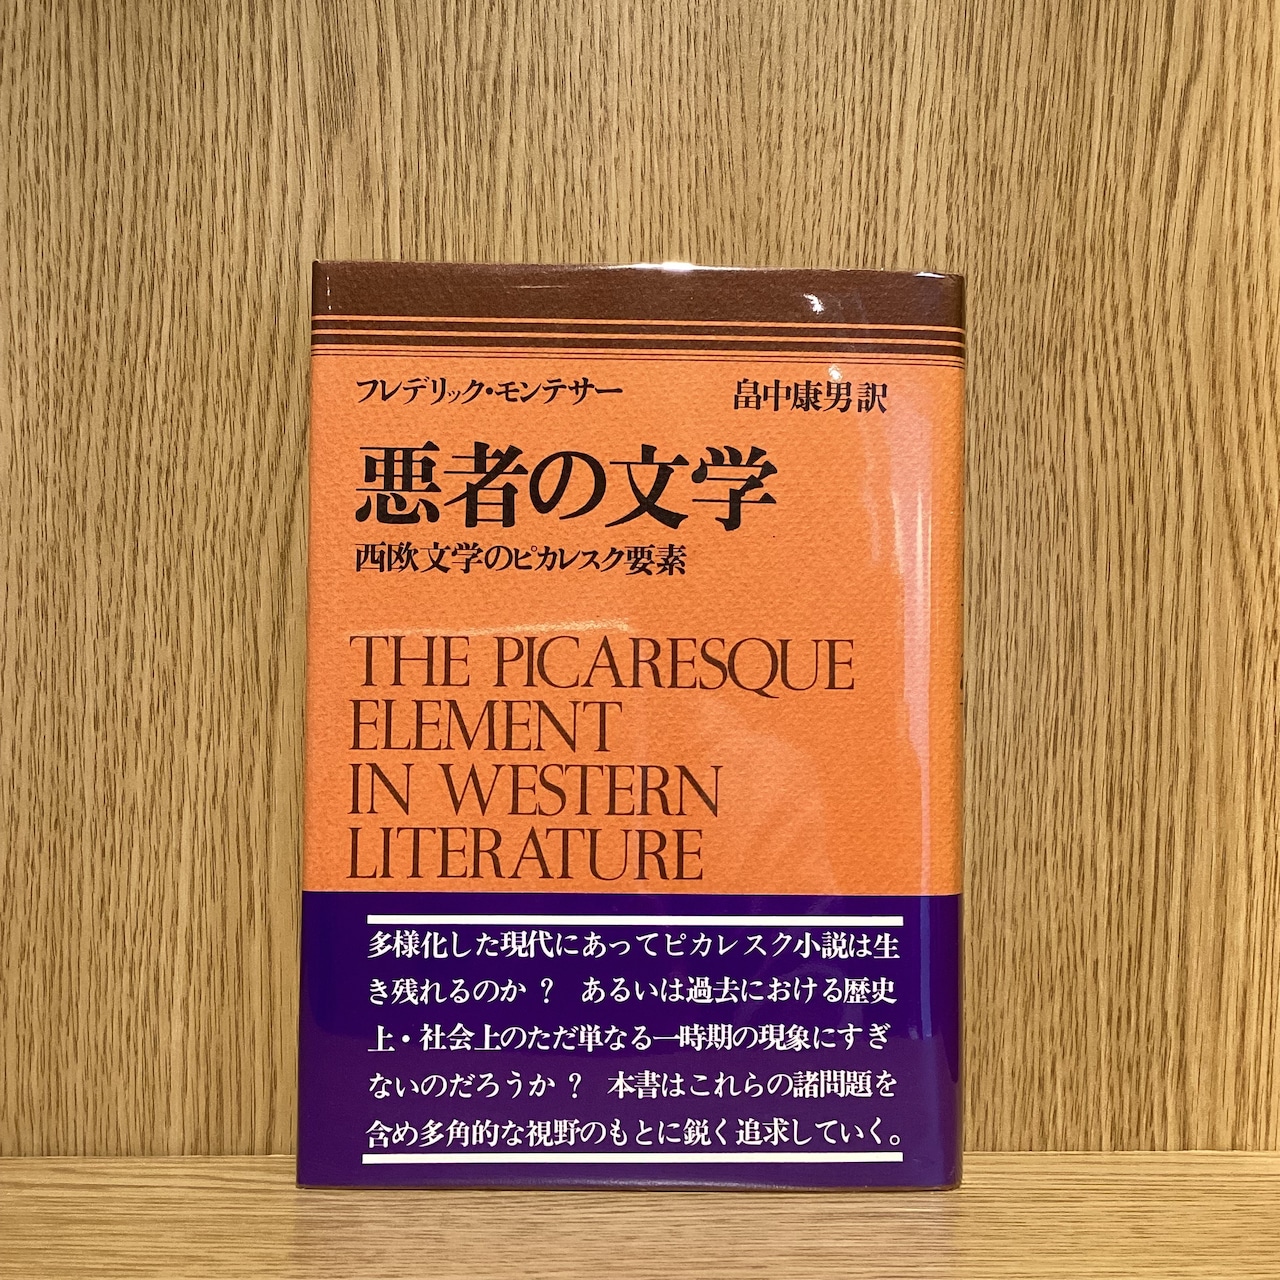 フレデリック・モンテサー 畠中康男訳
悪者の文学
西欧文学のピカレスク要素
THE PICARESQUE
ELEMENT
IN WESTERN
LITERATURE
多様化した現代にあってピカレスク小説は生
き残れるのか？ あるいは過去における歴史
上・社会上のただ単なる一時期の現象にすぎ
ないのだろうか？ 本書はこれらの諸問題を
含め多角的な視野のもとに鋭く追求していく。